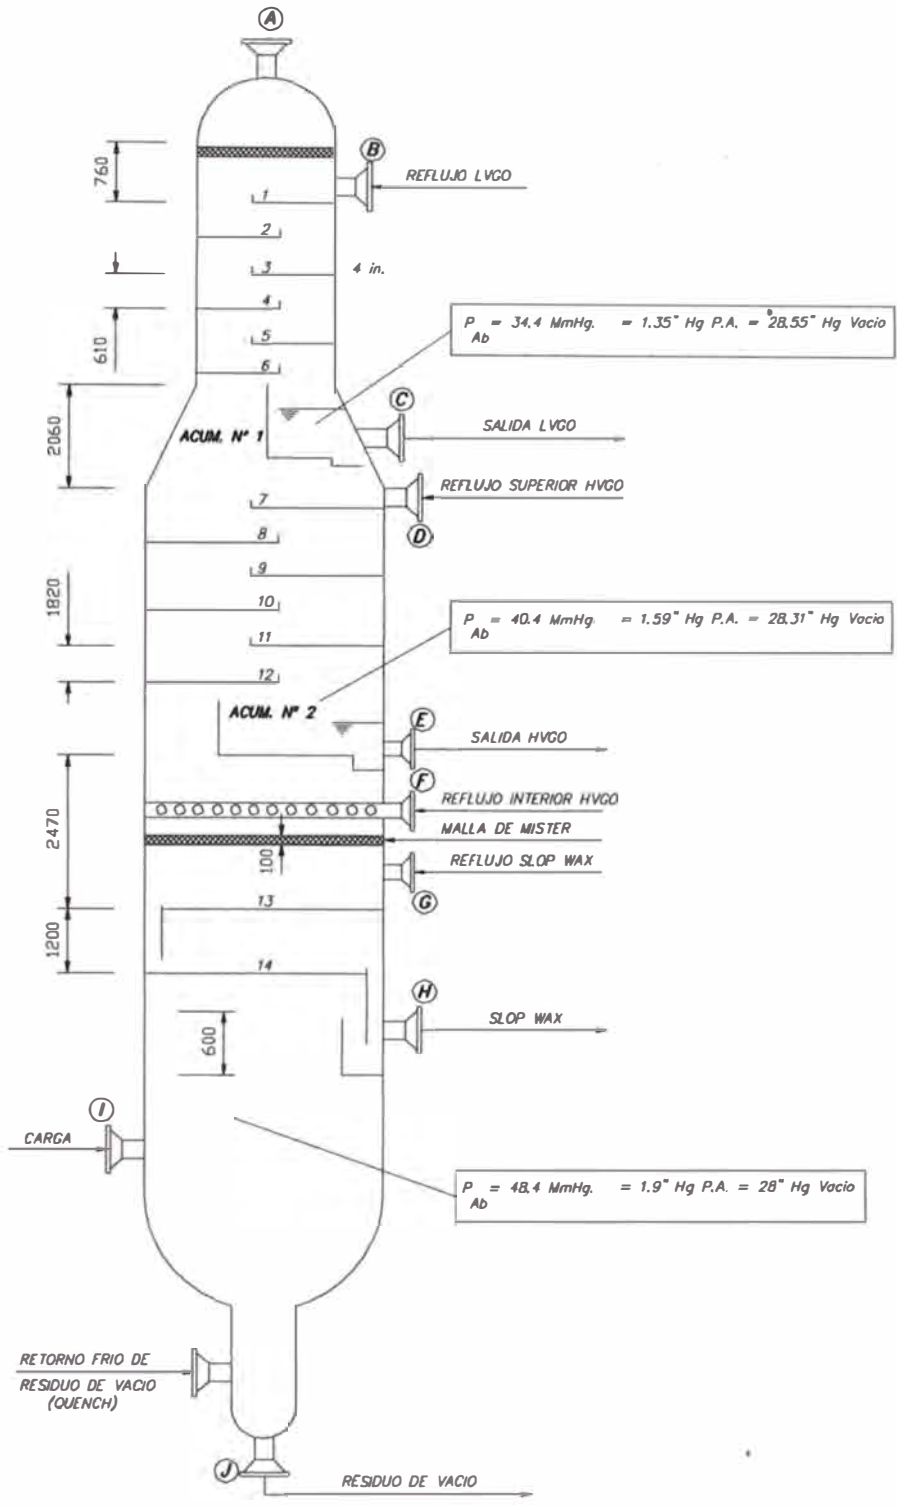 A
760
B
REFLUJO LVGO
1
2
3
4 in.
4
610
5
6
P Ab = 34.4 MmHg. = 1.35" Hg P.A. = 28.55" Hg Vacio
2060
ACUM. N° 1
C
SALIDA LVGO
REFLUJO SUPERIOR HVGO
D
7
8
9
1820
10
11
12
P Ab = 40.4 MmHg = 1.59" Hg P.A. = 28.31" Hg Vacio
ACUM. N° 2
E
SALIDA HVGO
F
REFLUJO INTERIOR HVGO
MALLA DE MISTER
2470
100
REFLUJO SLOP WAX
G
13
1200
14
H
SLOP WAX
600
I
CARGA
P Ab = 48.4 MmHg. = 1.9" Hg P.A. = 28" Hg Vacio
RETORNO FRIO DE
RESIDUO DE VACIO
(QUENCH)
J
RESIDUO DE VACIO